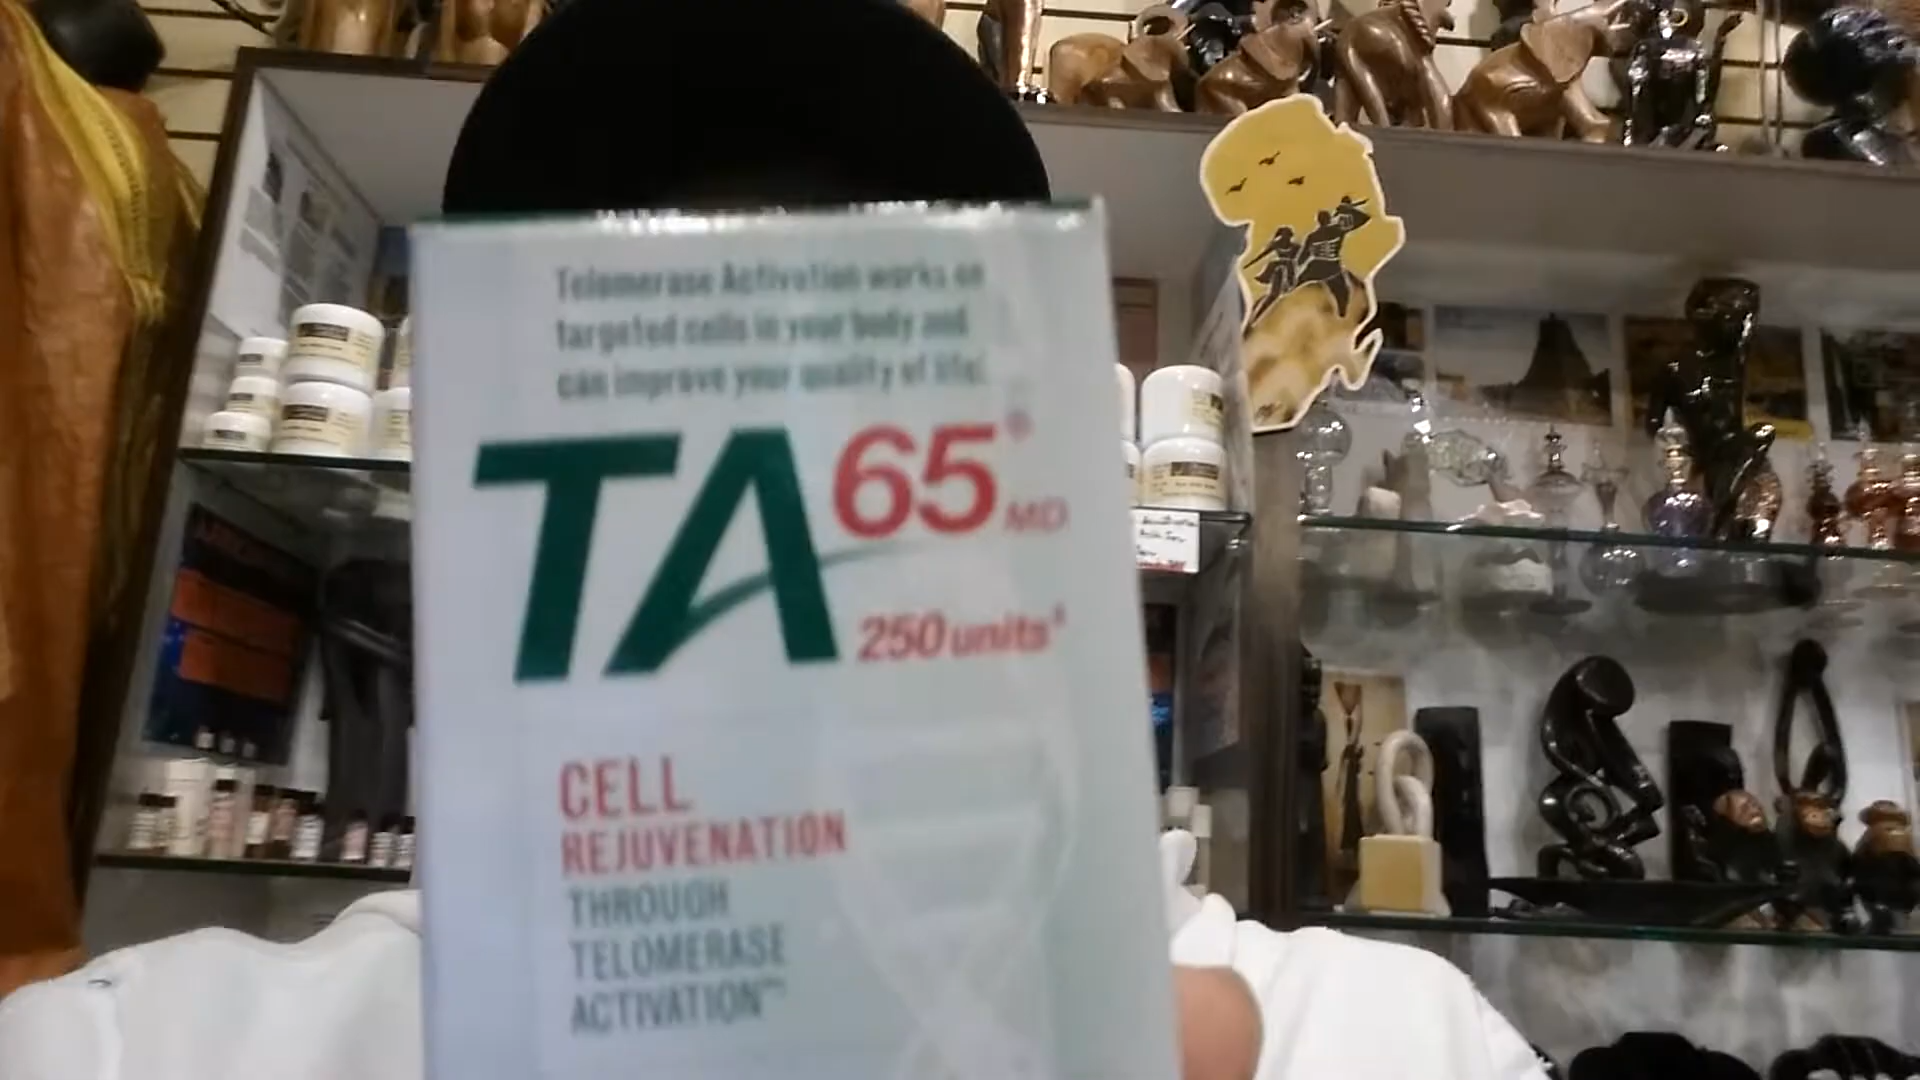 Telomerase Activation works on
targeted cells in your body and
can improve your quality of life
TA65® MD
250 units‡
CELL
REJUVENATION
THROUGH
TELOMERASE
ACTIVATION™